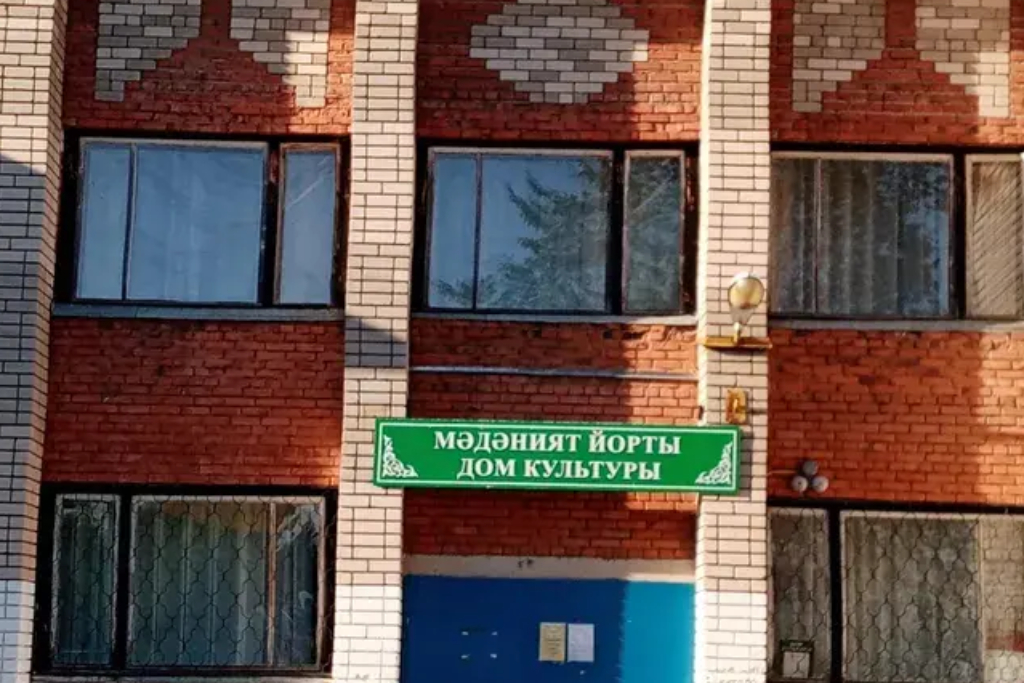 МӘДӘНИЯТ ЙОРТЫ
ДОМ КУЛЬТУРЫ